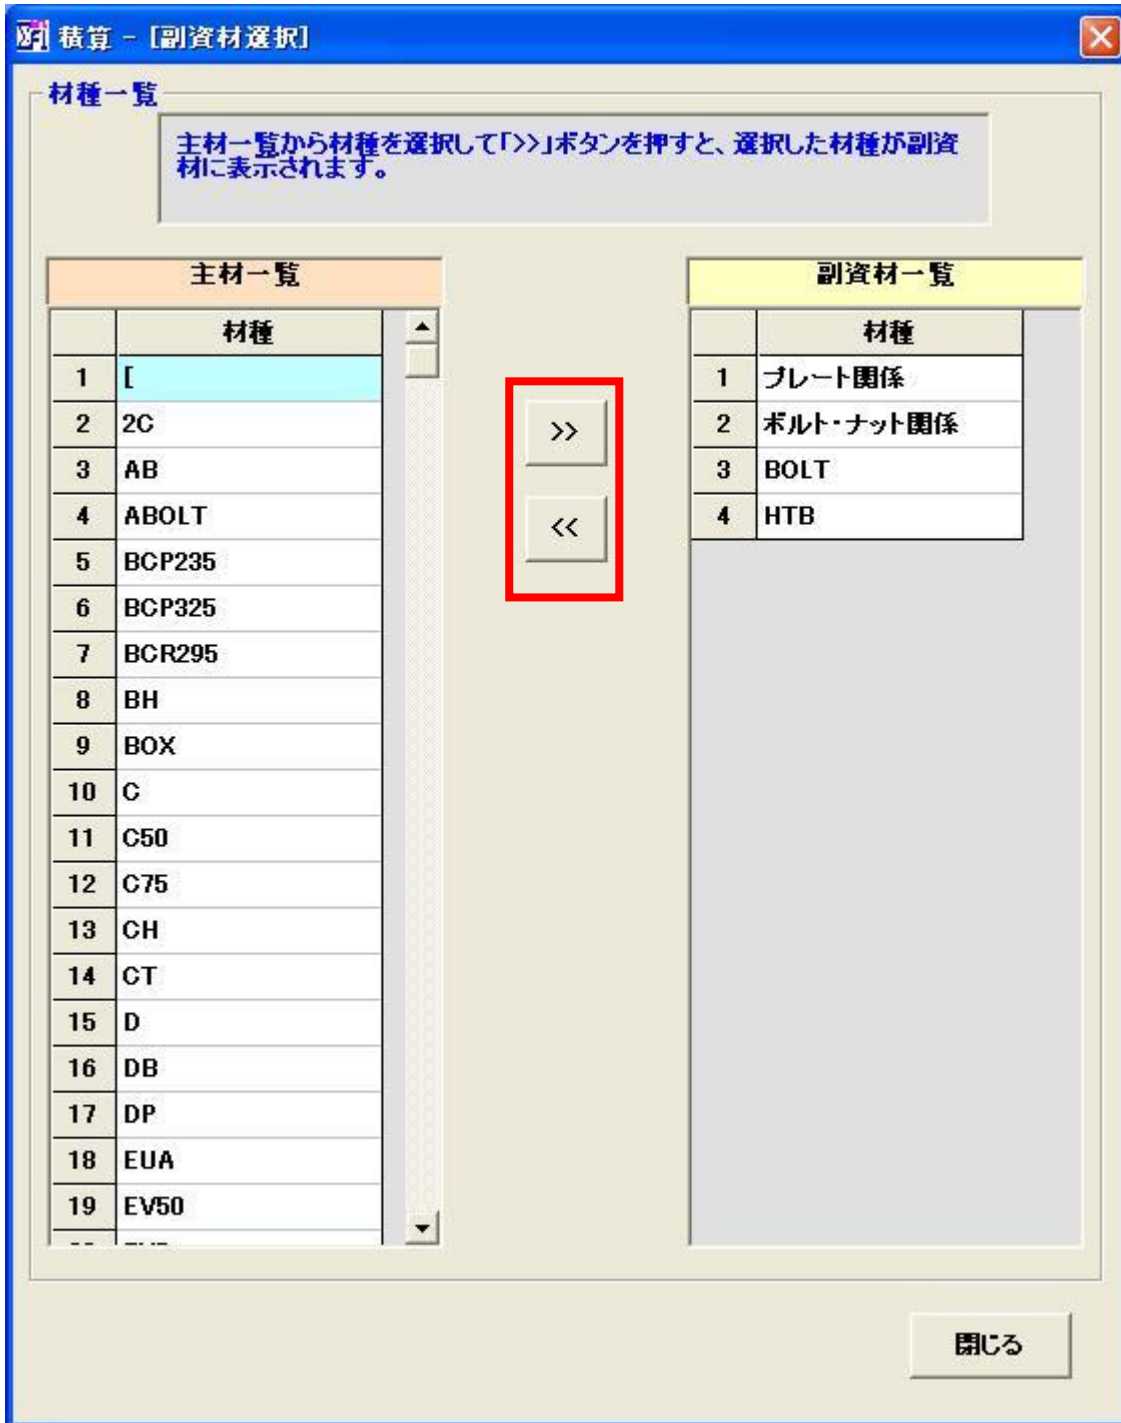 積算 - [副資材選択]
材種一覧
主材一覧から材種を選択して「>>」ボタンを押すと、選択した材種が副資
材に表示されます。
主材一覧
材種
1 [
2 2C
3 AB
4 ABOLT
5 BCP235
6 BCP325
7 BCR295
8 BH
9 BOX
10 C
11 C50
12 C75
13 CH
14 CT
15 D
16 DB
17 DP
18 EUA
19 EV50
>>
<<
副資材一覧
材種
1 プレート関係
2 ボルト・ナット関係
3 BOLT
4 HTB
閉じる